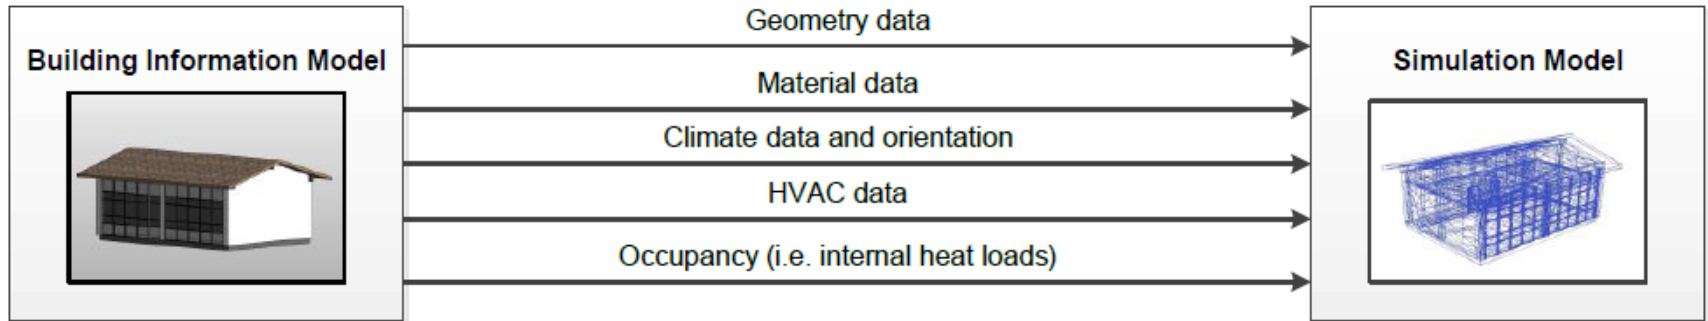 Building Information Model
Geometry data
Material data
Climate data and orientation
HVAC data
Occupancy (i.e. internal heat loads)
Simulation Model